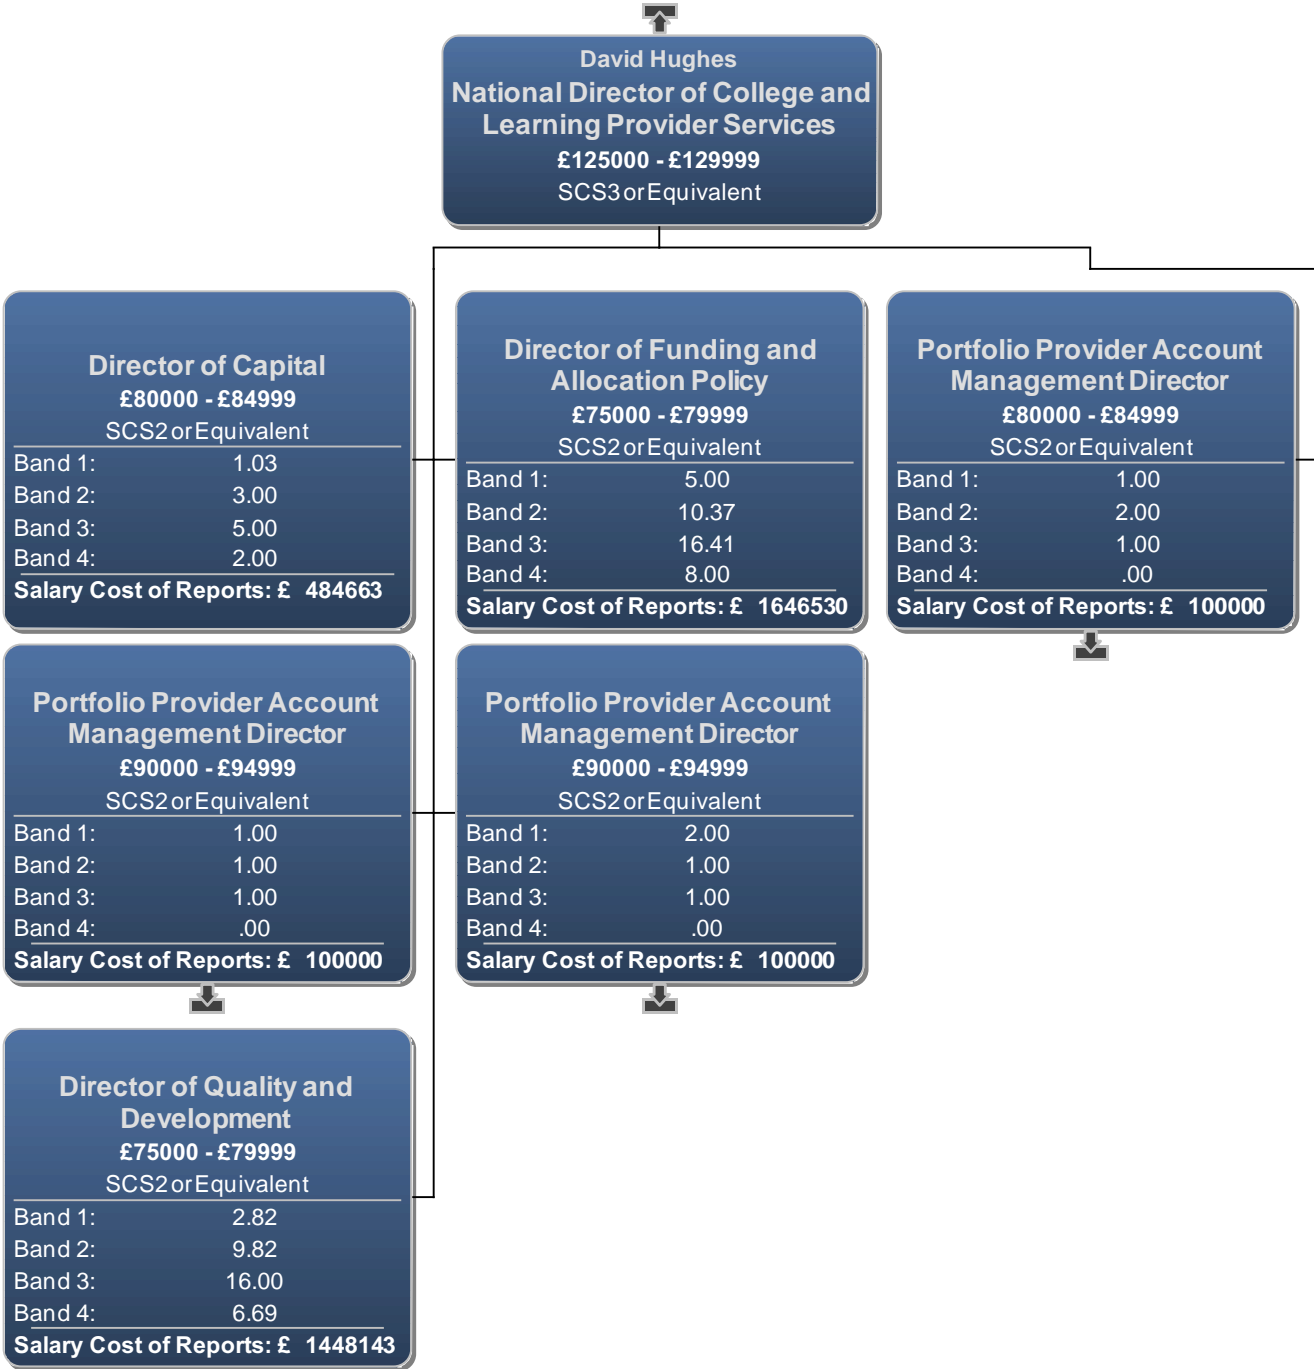 David Hughes
National Director of College and
Learning Provider Services
£125000 - £129999
SCS3 or Equivalent
Director of Capital
£80000 - £84999
SCS2 or Equivalent
Band 1: 1.03
Band 2: 3.00
Band 3: 5.00
Band 4: 2.00
Salary Cost of Reports: £ 484663
Director of Funding and
Allocation Policy
£75000 - £79999
SCS2 or Equivalent
Band 1: 5.00
Band 2: 10.37
Band 3: 16.41
Band 4: 8.00
Salary Cost of Reports: £ 1646530
Portfolio Provider Account
Management Director
£80000 - £84999
SCS2 or Equivalent
Band 1: 1.00
Band 2: 2.00
Band 3: 1.00
Band 4: .00
Salary Cost of Reports: £ 100000
Portfolio Provider Account
Management Director
£90000 - £94999
SCS2 or Equivalent
Band 1: 1.00
Band 2: 1.00
Band 3: 1.00
Band 4: .00
Salary Cost of Reports: £ 100000
Portfolio Provider Account
Management Director
£90000 - £94999
SCS2 or Equivalent
Band 1: 2.00
Band 2: 1.00
Band 3: 1.00
Band 4: .00
Salary Cost of Reports: £ 100000
Director of Quality and
Development
£75000 - £79999
SCS2 or Equivalent
Band 1: 2.82
Band 2: 9.82
Band 3: 16.00
Band 4: 6.69
Salary Cost of Reports: £ 1448143